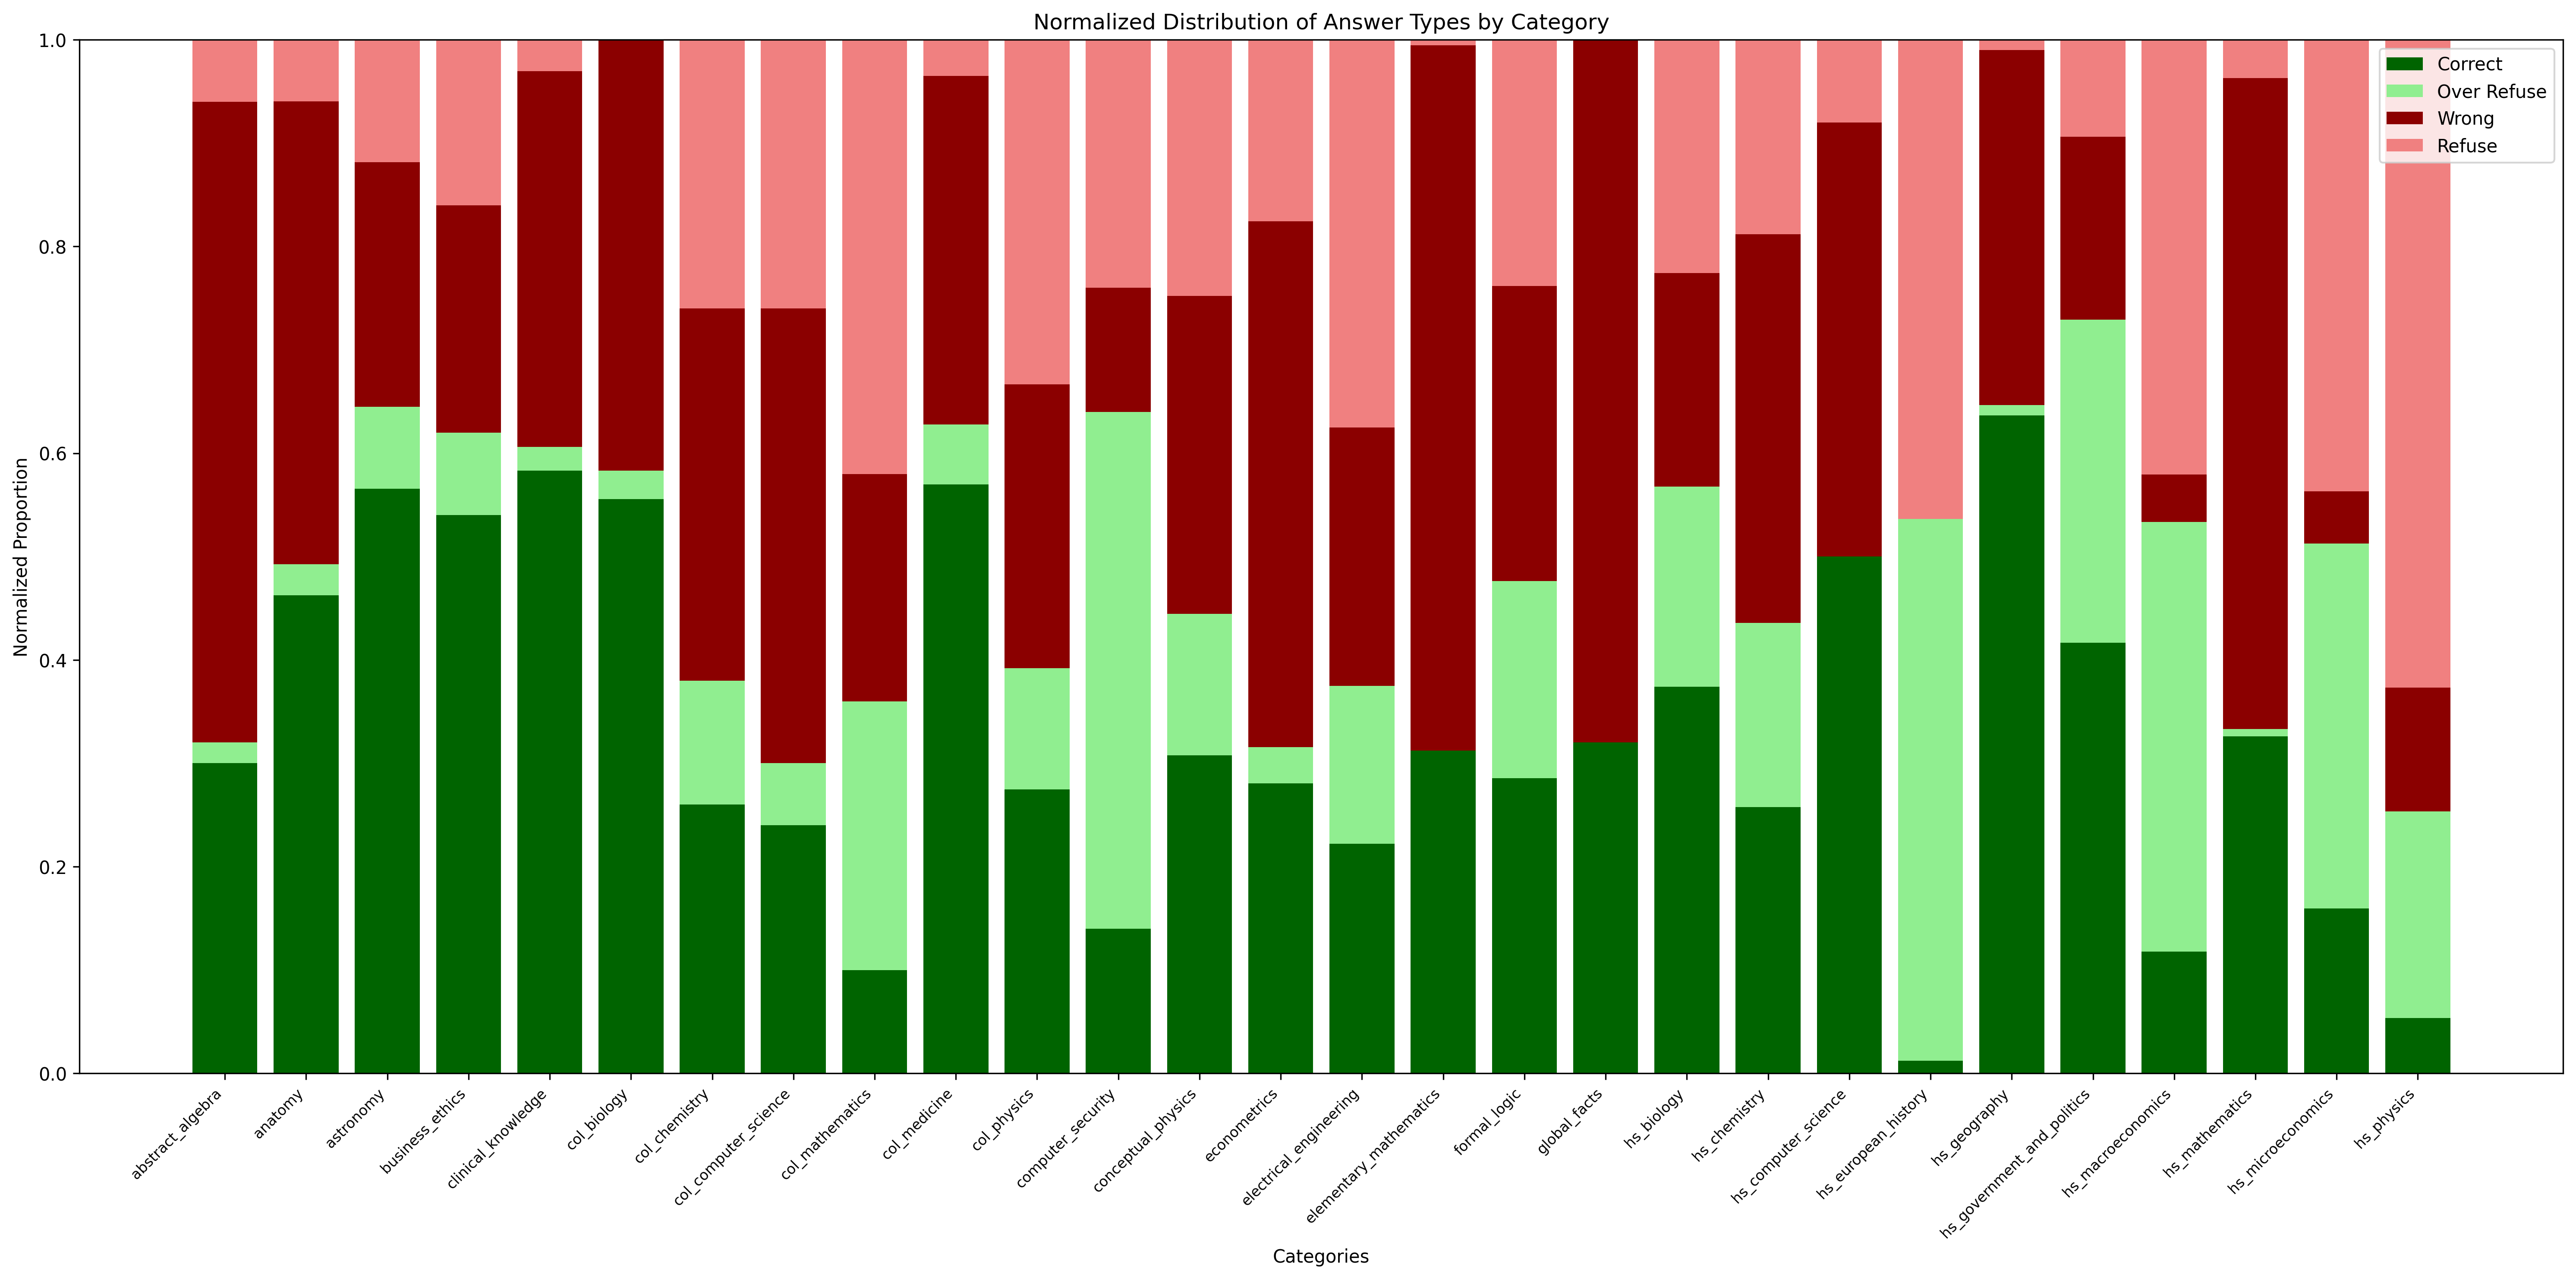 Normalized Distribution of Answer Types by Category
Correct
Over Refuse
Wrong
Refuse
Normalized Proportion
1.0
0.8
0.6
0.4
0.2
0.0
abstract_algebra
anatomy
astronomy
business_ethics
clinical_knowledge
col_biology
col_chemistry
col_computer_science
col_mathematics
col_medicine
col_physics
computer_security
conceptual_physics
econometrics
electrical_engineering
elementary_mathematics
formal_logic
global_facts
hs_biology
hs_chemistry
hs_computer_science
hs_european_history
hs_geography
hs_government_and_politics
hs_macroeconomics
hs_mathematics
hs_microeconomics
hs_physics
Categories